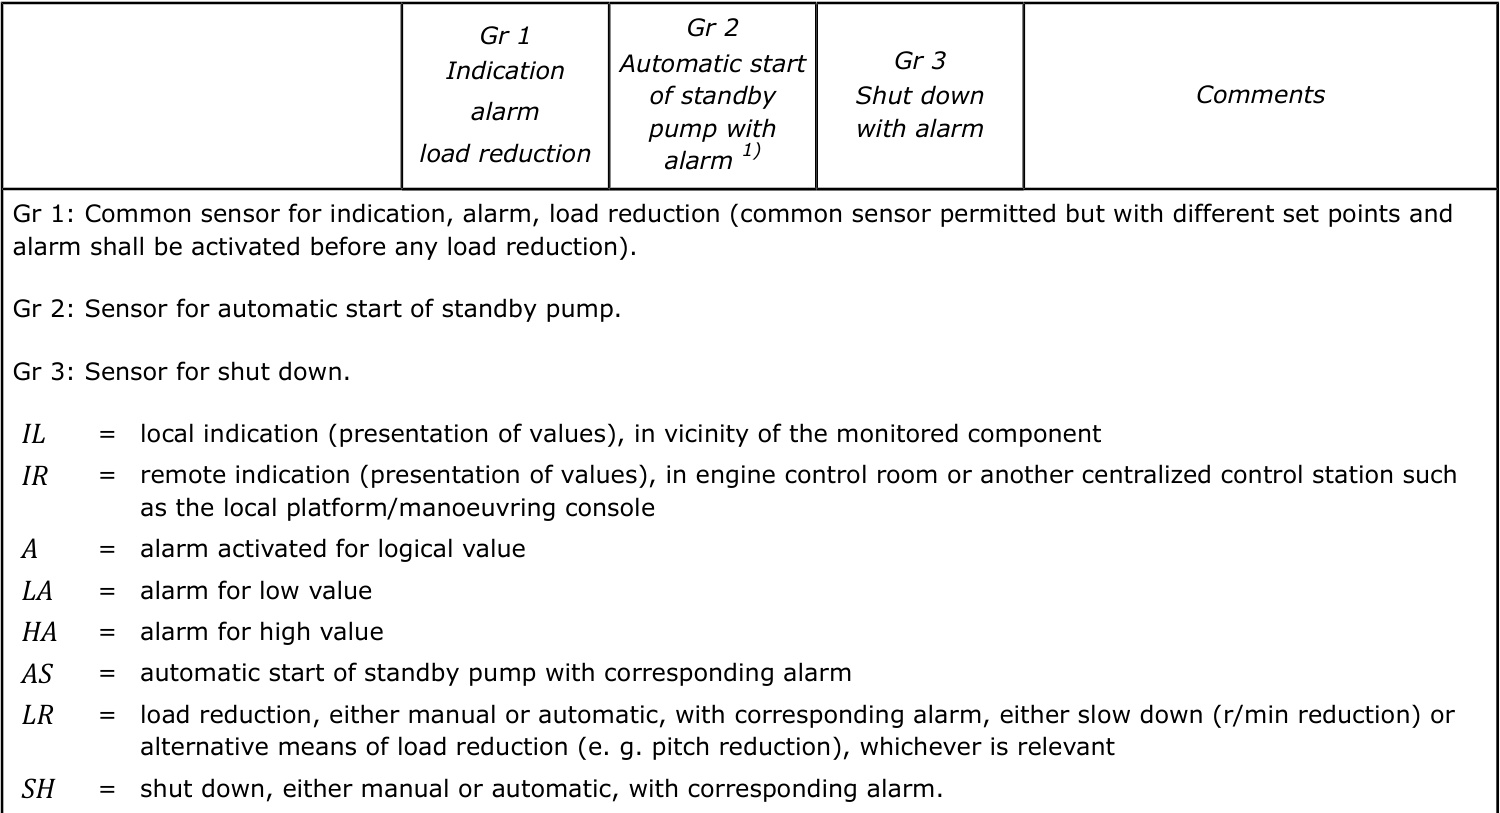 Gr 1
Indication
alarm
load reduction
Gr 2
Automatic start
of standby
pump with
alarm 1)
Gr 3
Shut down
with alarm
Comments
Gr 1: Common sensor for indication, alarm, load reduction (common sensor permitted but with different set points and
alarm shall be activated before any load reduction).
Gr 2: Sensor for automatic start of standby pump.
Gr 3: Sensor for shut down.
IL = local indication (presentation of values), in vicinity of the monitored component
IR = remote indication (presentation of values), in engine control room or another centralized control station such
as the local platform/manoeuvring console
A = alarm activated for logical value
LA = alarm for low value
HA = alarm for high value
AS = automatic start of standby pump with corresponding alarm
LR = load reduction, either manual or automatic, with corresponding alarm, either slow down (r/min reduction) or
alternative means of load reduction (e. g. pitch reduction), whichever is relevant
SH = shut down, either manual or automatic, with corresponding alarm.